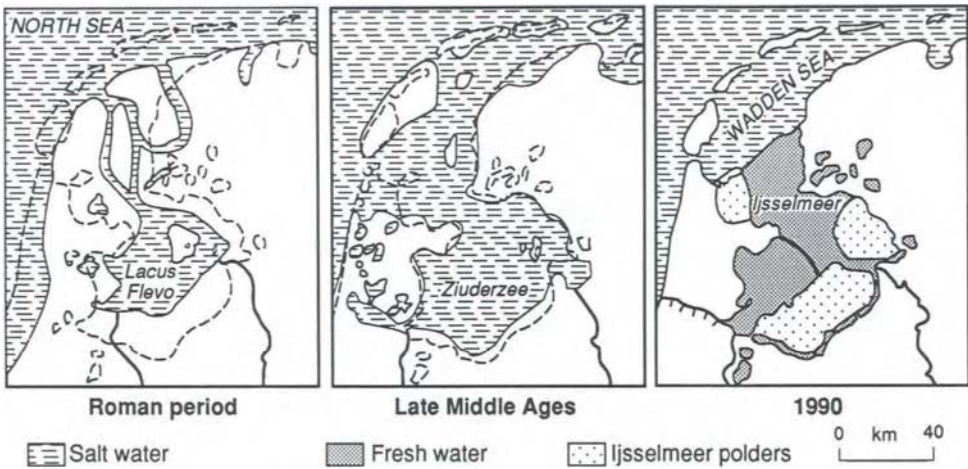 NORTH SEA
Lacus
Flevo
Ziuderzee
WADDEN SEA
Ijsselmeer
Roman period
Late Middle Ages
1990
Salt water
Fresh water
Ijsselmeer polders
0 km 40